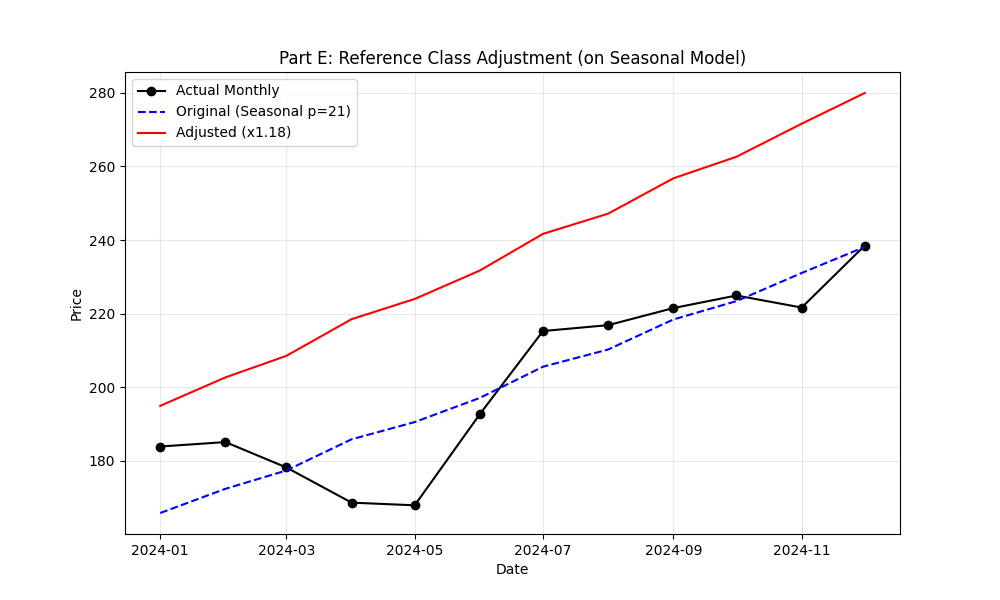 Part E: Reference Class Adjustment (on Seasonal Model)
Actual Monthly
Original (Seasonal p=21)
Adjusted (x1.18)
Price
280
260
240
220
200
180
2024-01 2024-03 2024-05 2024-07 2024-09 2024-11
Date